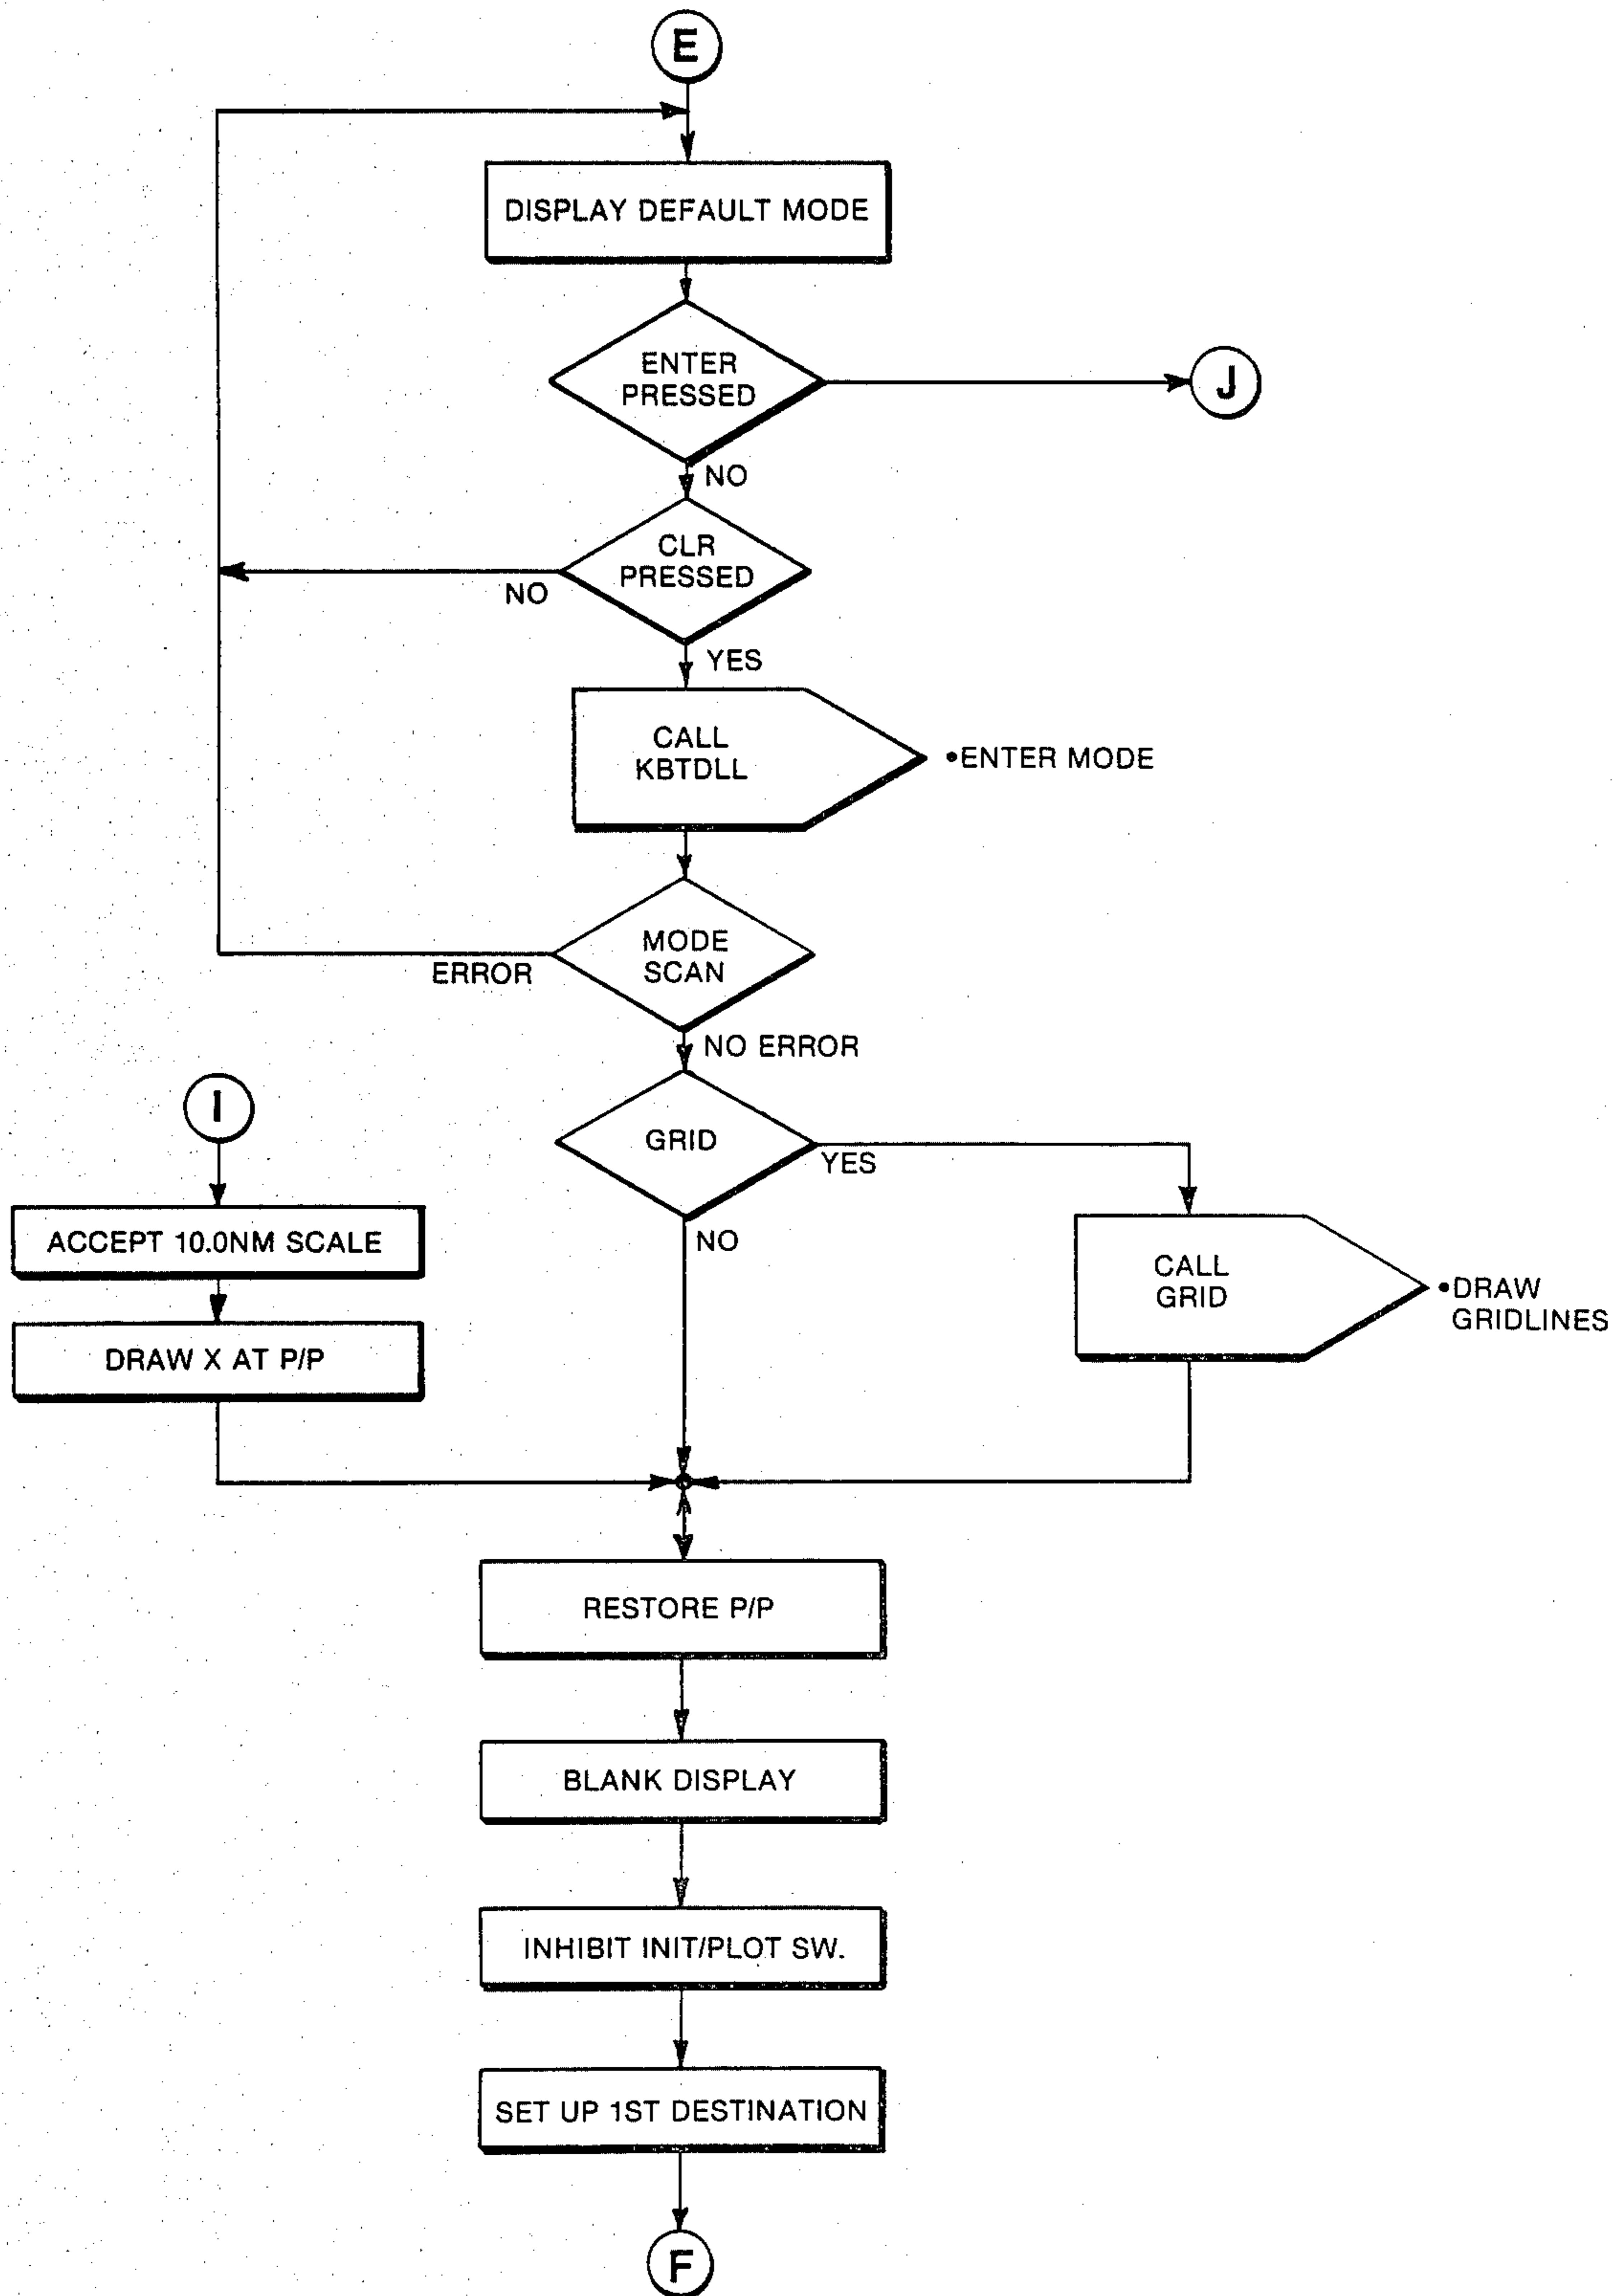 E
DISPLAY DEFAULT MODE
ENTER
PRESSED
J
NO
CLR
PRESSED
NO
YES
CALL
KBTDLL
•ENTER MODE
MODE
SCAN
ERROR
NO ERROR
I
GRID
YES
ACCEPT 10.0NM SCALE
NO
CALL
GRID
•DRAW
GRIDLINES
DRAW X AT P/P
RESTORE P/P
BLANK DISPLAY
INHIBIT INIT/PLOT SW.
SET UP 1ST DESTINATION
F